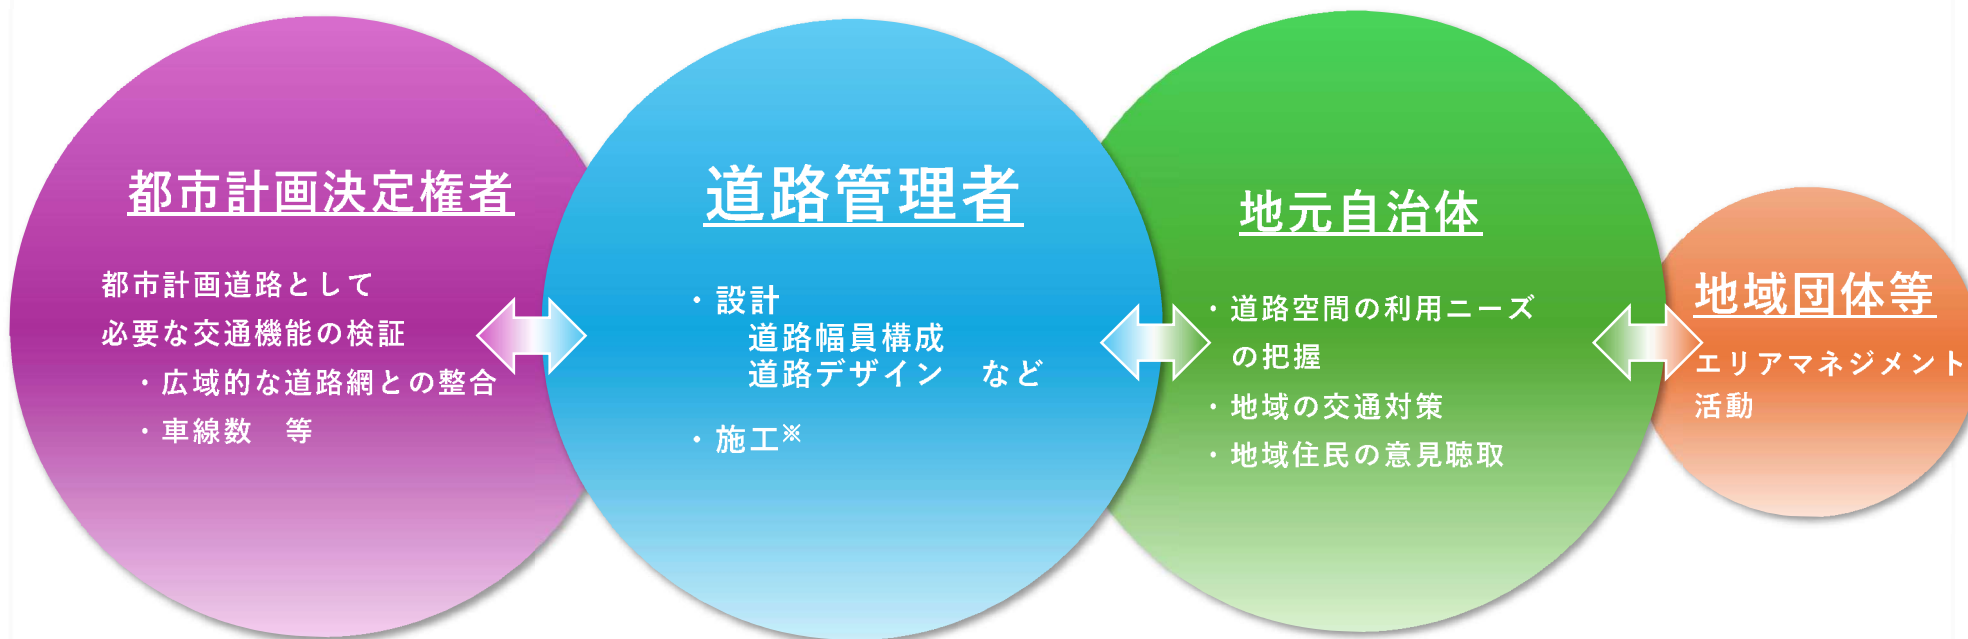 都市計画決定権者
都市計画道路として
必要な交通機能の検証
・広域的な道路網との整合
・車線数　等
道路管理者
・設計
道路幅員構成
道路デザイン　など
・施工※
地元自治体
・道路空間の利用ニーズ
の把握
・地域の交通対策
・地域住民の意見聴取
地域団体等
エリアマネジメント
活動